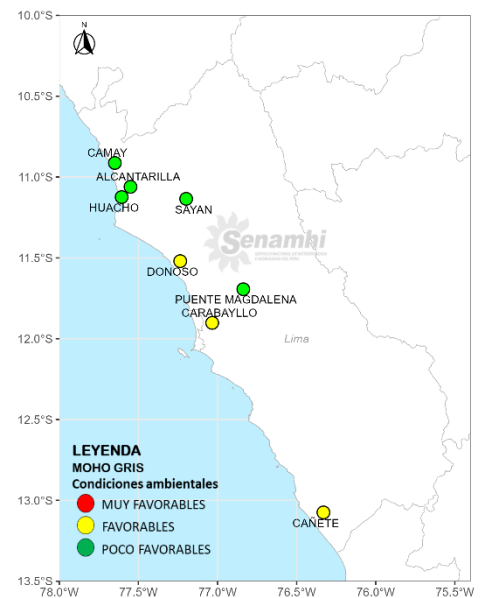 10.0°S
N
10.5°S
CAMAY
11.0°S
ALCANTARILLA
HUACHO
SAYAN
Senamhi
11.5°S
DONOSO
PUENTE MAGDALENA
CARABAYLLO
12.0°S
Lima
12.5°S
LEYENDA
MOHO GRIS
Condiciones ambientales
13.0°S
MUY FAVORABLES
CAÑETE
FAVORABLES
POCO FAVORABLES
13.5°S
78.0°W 77.5°W 77.0°W 76.5°W 76.0°W 75.5°W